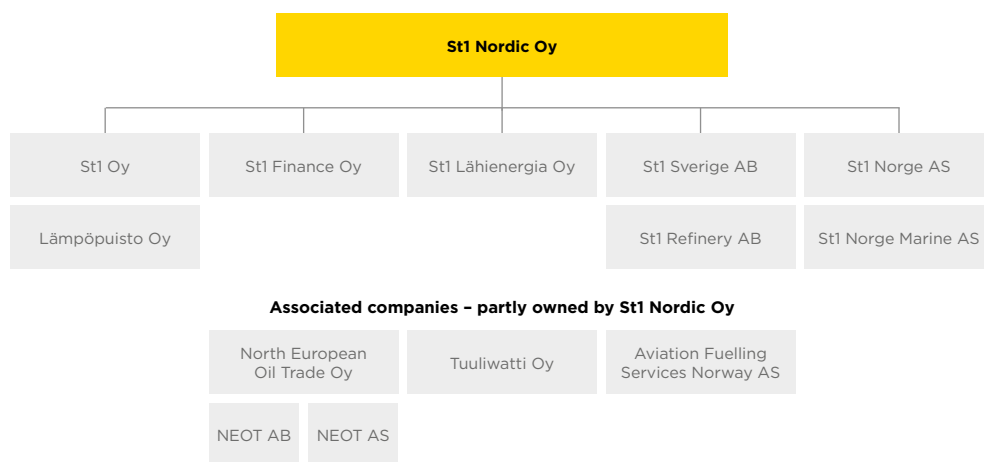 St1 Nordic Oy
St1 Oy
St1 Finance Oy
St1 Lähienergia Oy
St1 Sverige AB
St1 Norge AS
Lämpöpuisto Oy
St1 Refinery AB
St1 Norge Marine AS
Associated companies – partly owned by St1 Nordic Oy
North European
Oil Trade Oy
Tuuliwatti Oy
Aviation Fuelling
Services Norway AS
NEOT AB
NEOT AS